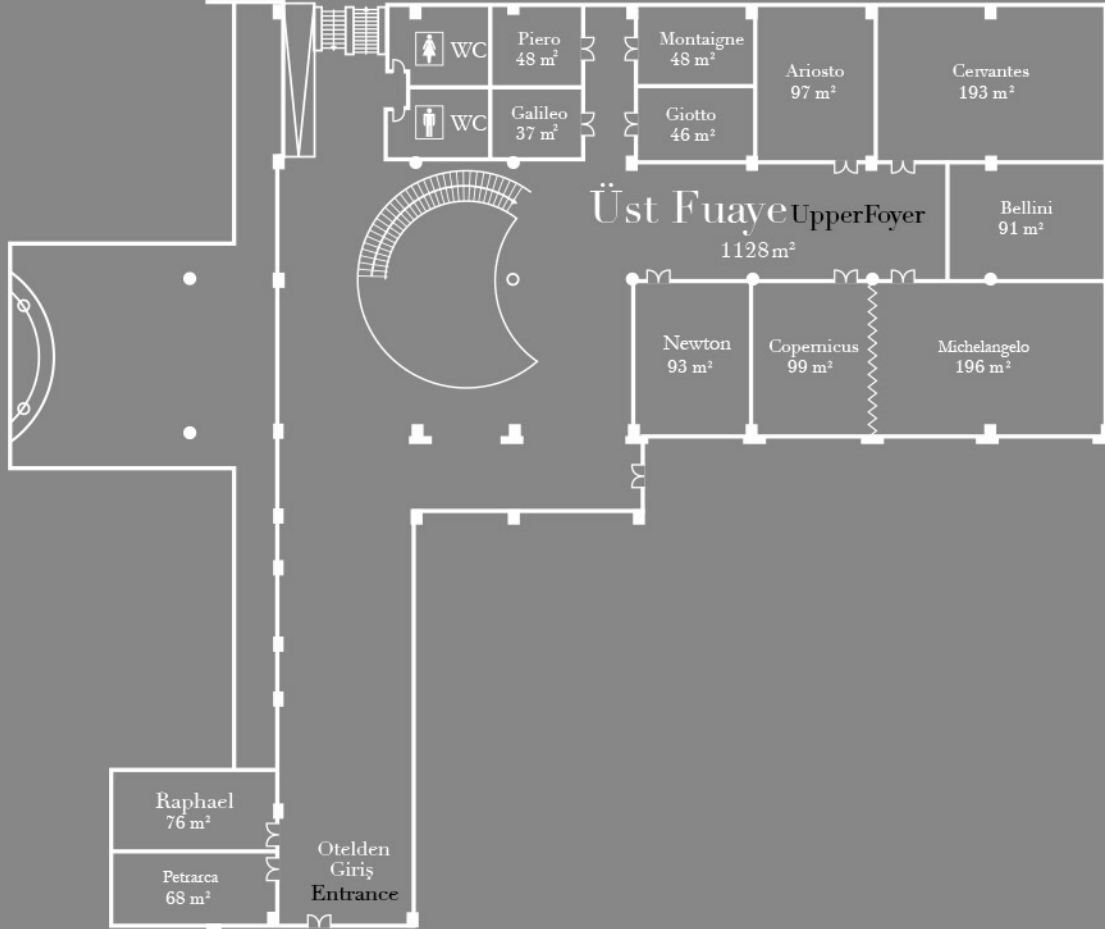 WC
Piero
48 m²
Montaigne
48 m²
Ariosto
97 m²
Cervantes
193 m²
WC
Galileo
37 m²
Giotto
46 m²
Üst Fuaye UpperFoyer
1128 m²
Bellini
91 m²
Newton
93 m²
Copernicus
99 m²
Michelangelo
196 m²
Raphael
76 m²
Petrarca
68 m²
Otelden
Giriş
Entrance